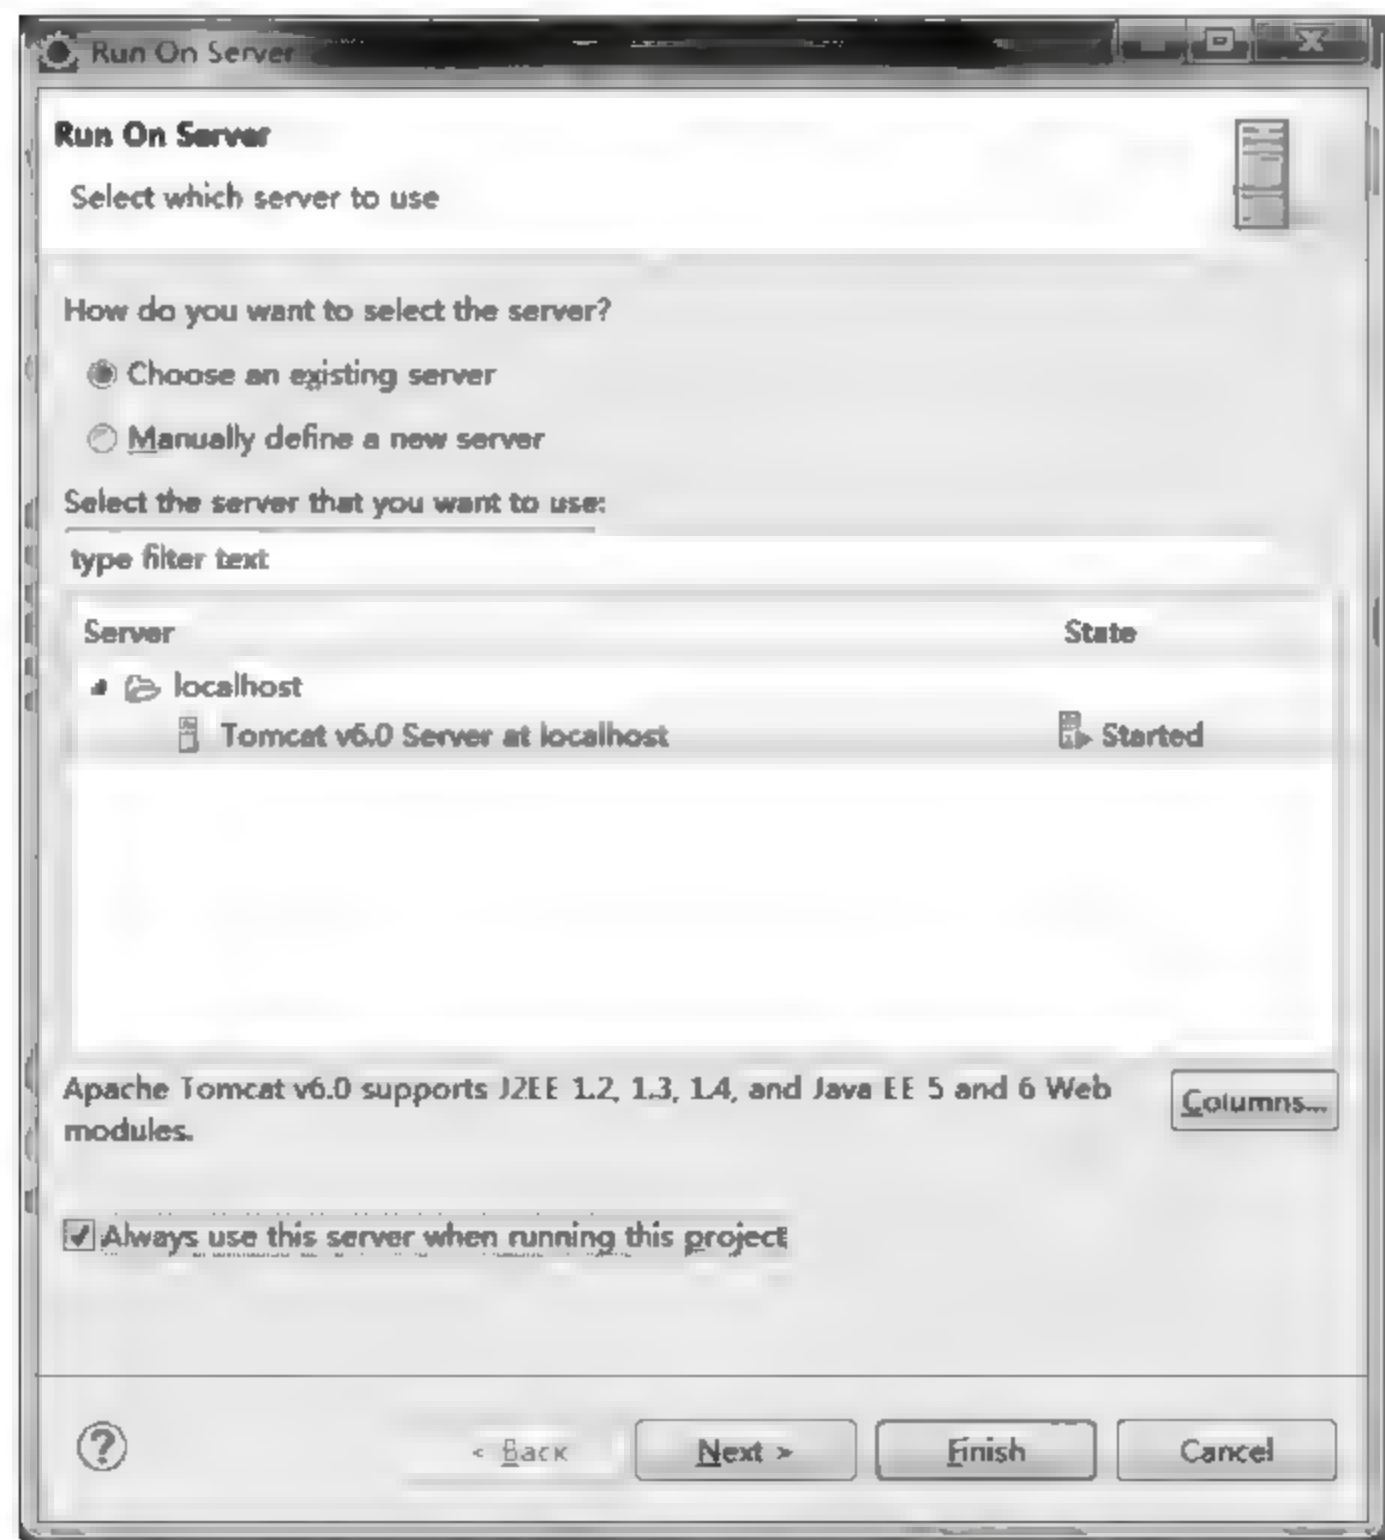 Run On Server
Run On Server
Select which server to use
How do you want to select the server?
Choose an existing server
Manually define a new server
Select the server that you want to use:
type filter text
Server State
localhost
Tomcat v6.0 Server at localhost Started
Apache Tomcat v6.0 supports J2EE 1.2, 1.3, 1.4, and Java EE 5 and 6 Web
modules.
Columns...
Always use this server when running this project
? < Back Next > Finish Cancel